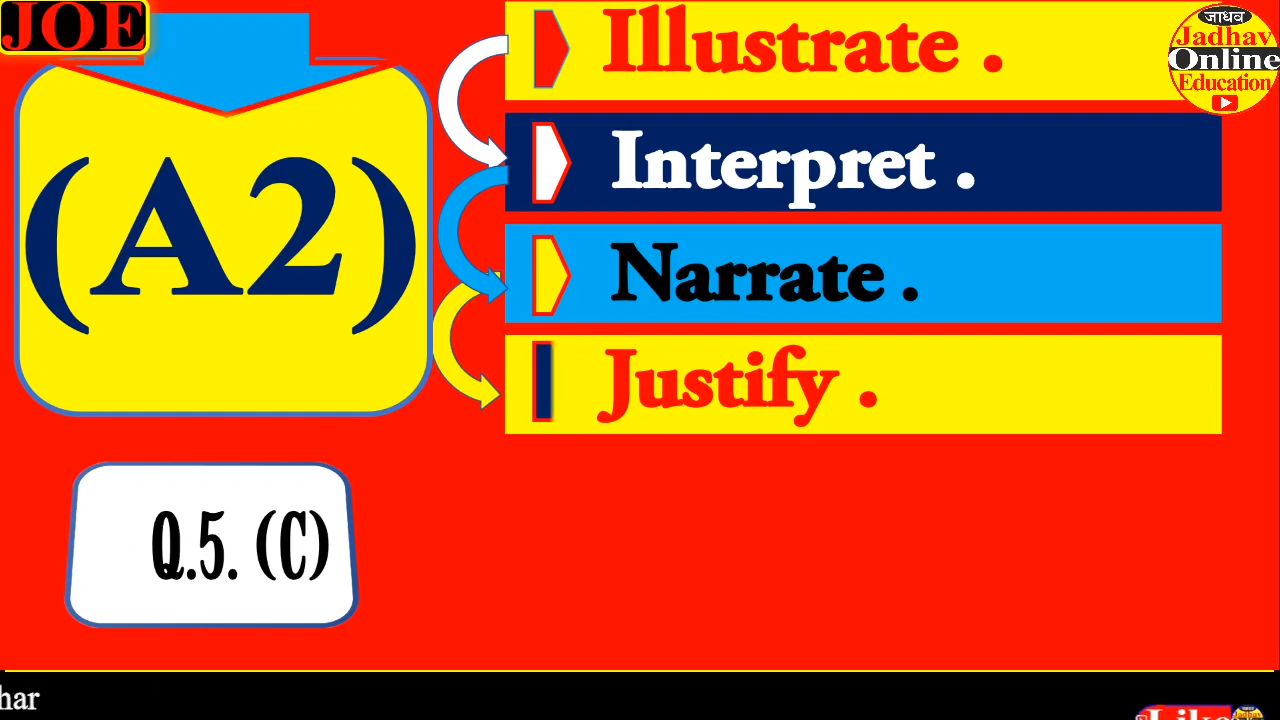 JOE
(A2)
Illustrate .
Interpret .
Narrate .
Justify .
Q.5. (C)
जाधव
Jadhav
Online
Education
har